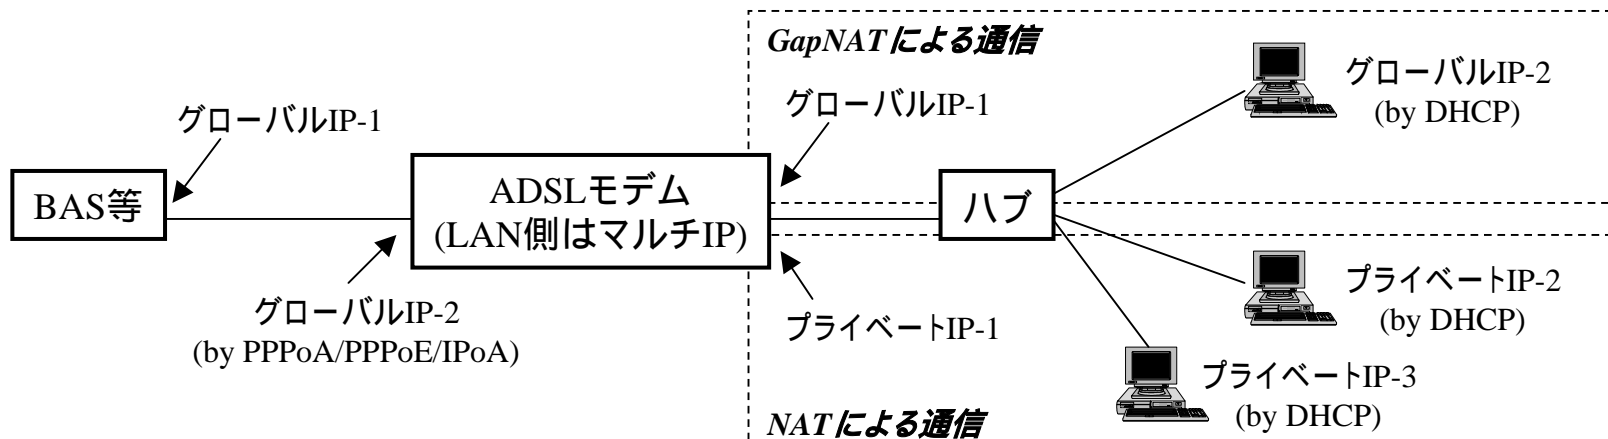 GapNATによる通信
グローバルIP-2
(by DHCP)
グローバルIP-1
グローバルIP-1
BAS等
ADSLモデム
(LAN側はマルチIP)
ハブ
グローバルIP-2
(by PPPoA/PPPoE/IPoA)
プライベートIP-1
プライベートIP-2
(by DHCP)
プライベートIP-3
(by DHCP)
NATによる通信